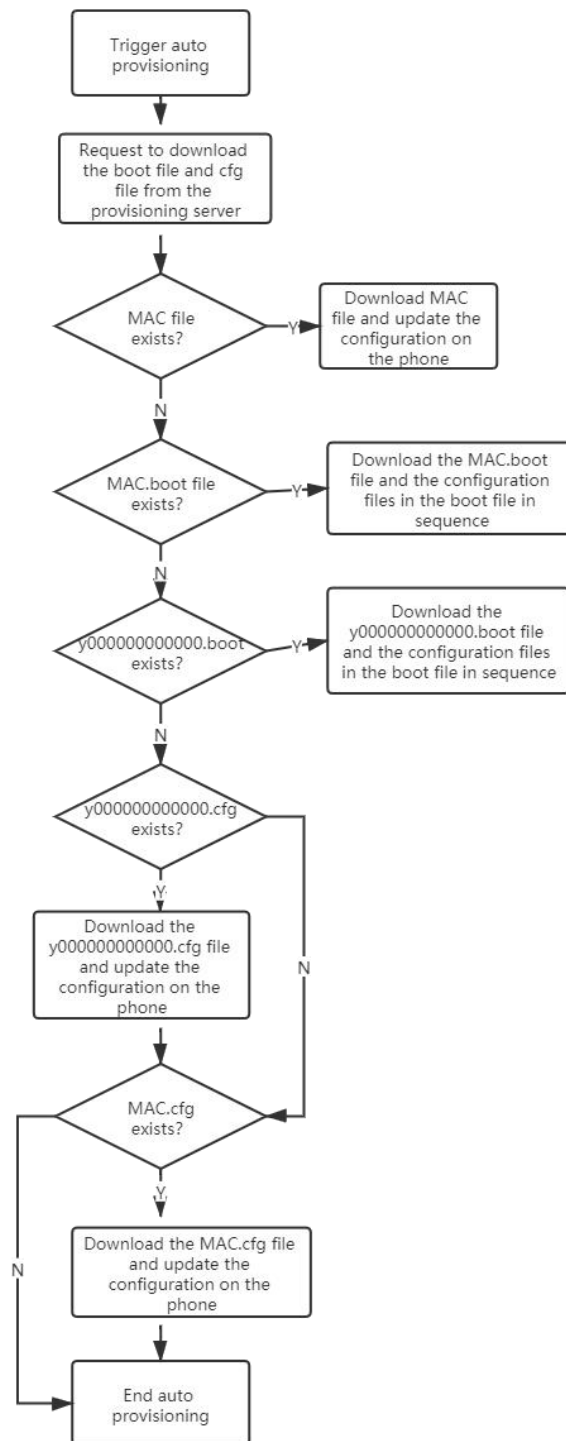 Trigger auto
provisioning
Request to download
the boot file and cfg
file from the
provisioning server
MAC file
exists?
Y
Download MAC
file and update the
configuration on
the phone
N
MAC.boot file
exists?
Y
Download the MAC.boot
file and the configuration
files in the boot file in
sequence
N
y000000000000.boot
exists?
Y
Download the
y000000000000.boot file
and the configuration files
in the boot file in sequence
N
y000000000000.cfg
exists?
Y
Download the
y000000000000.cfg file
and update the
configuration on the
phone
N
MAC.cfg
exists?
Y
Download the MAC.cfg file
and update the
configuration on the
phone
N
End auto
provisioning